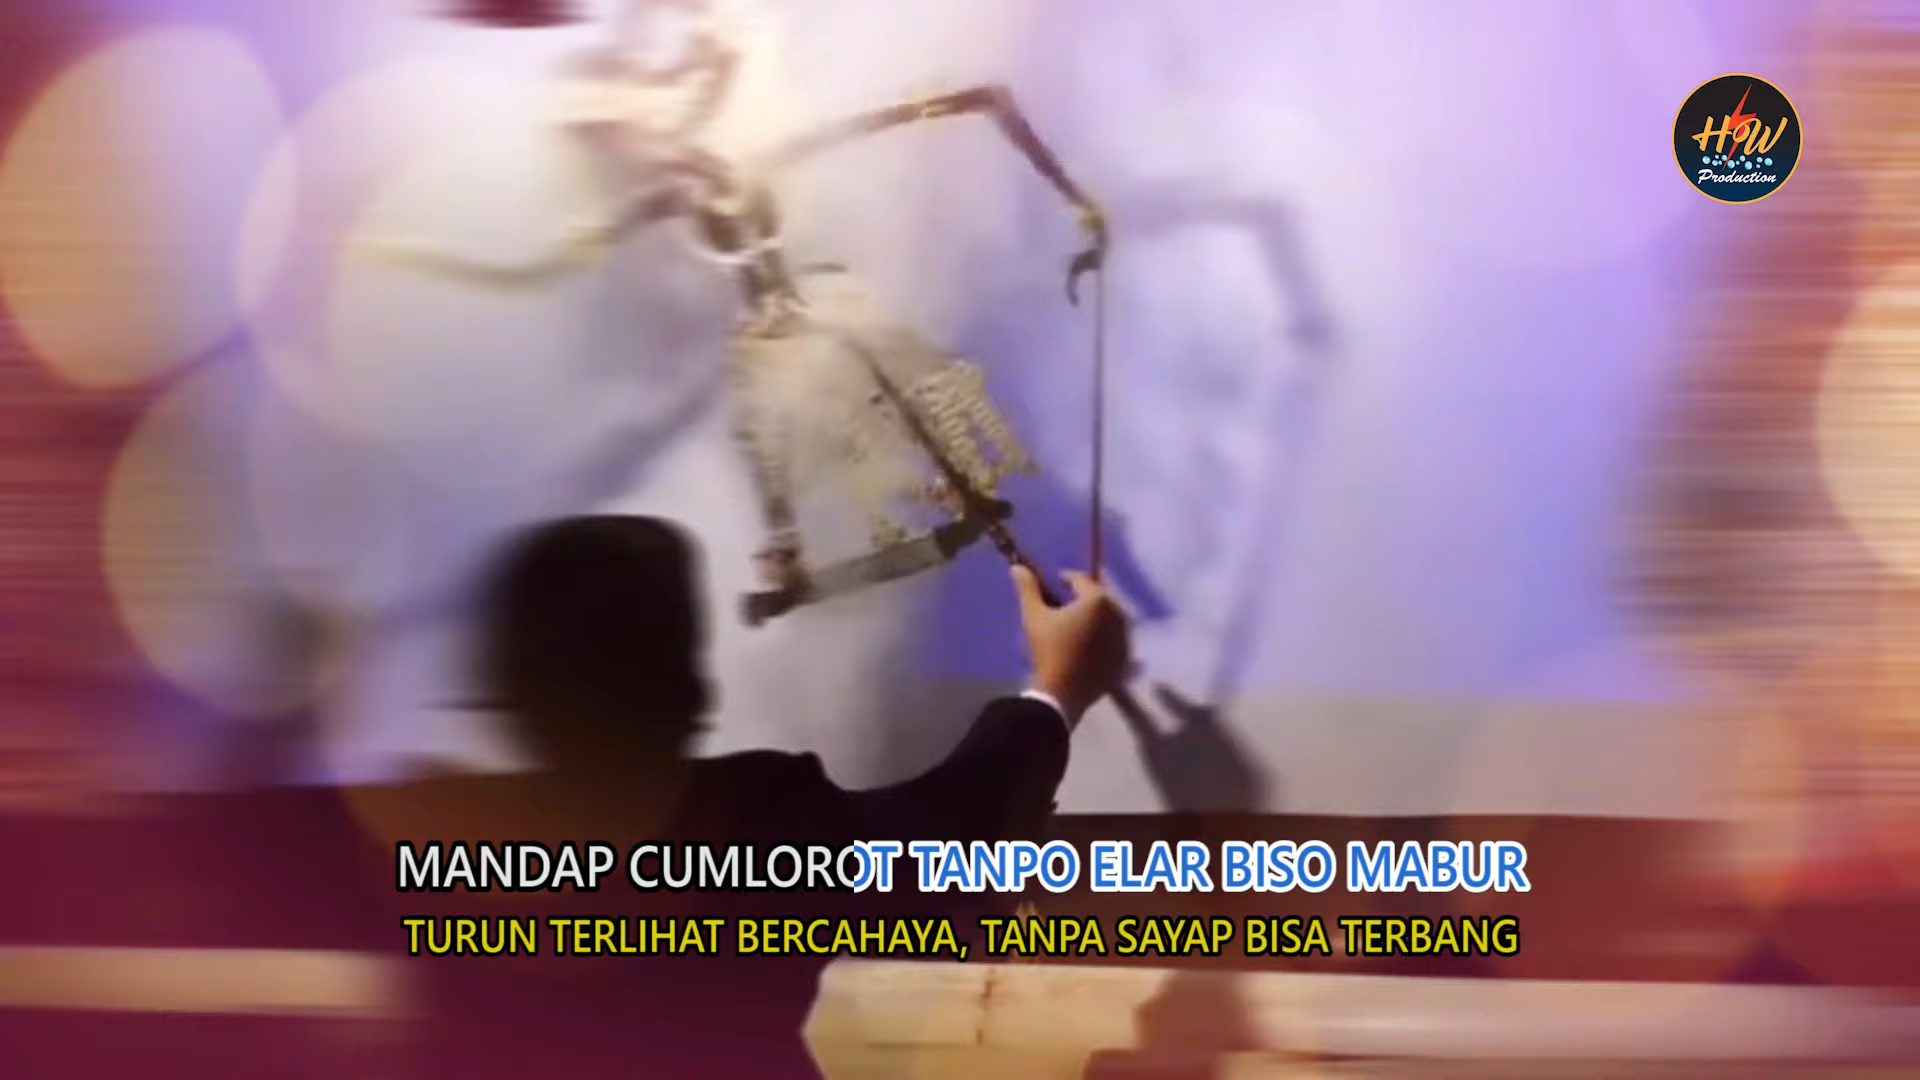 HW
Production
MANDAP CUMLOROT TANPO ELAR BISO MABUR
TURUN TERLIHAT BERCAHAYA, TANPA SAYAP BISA TERBANG